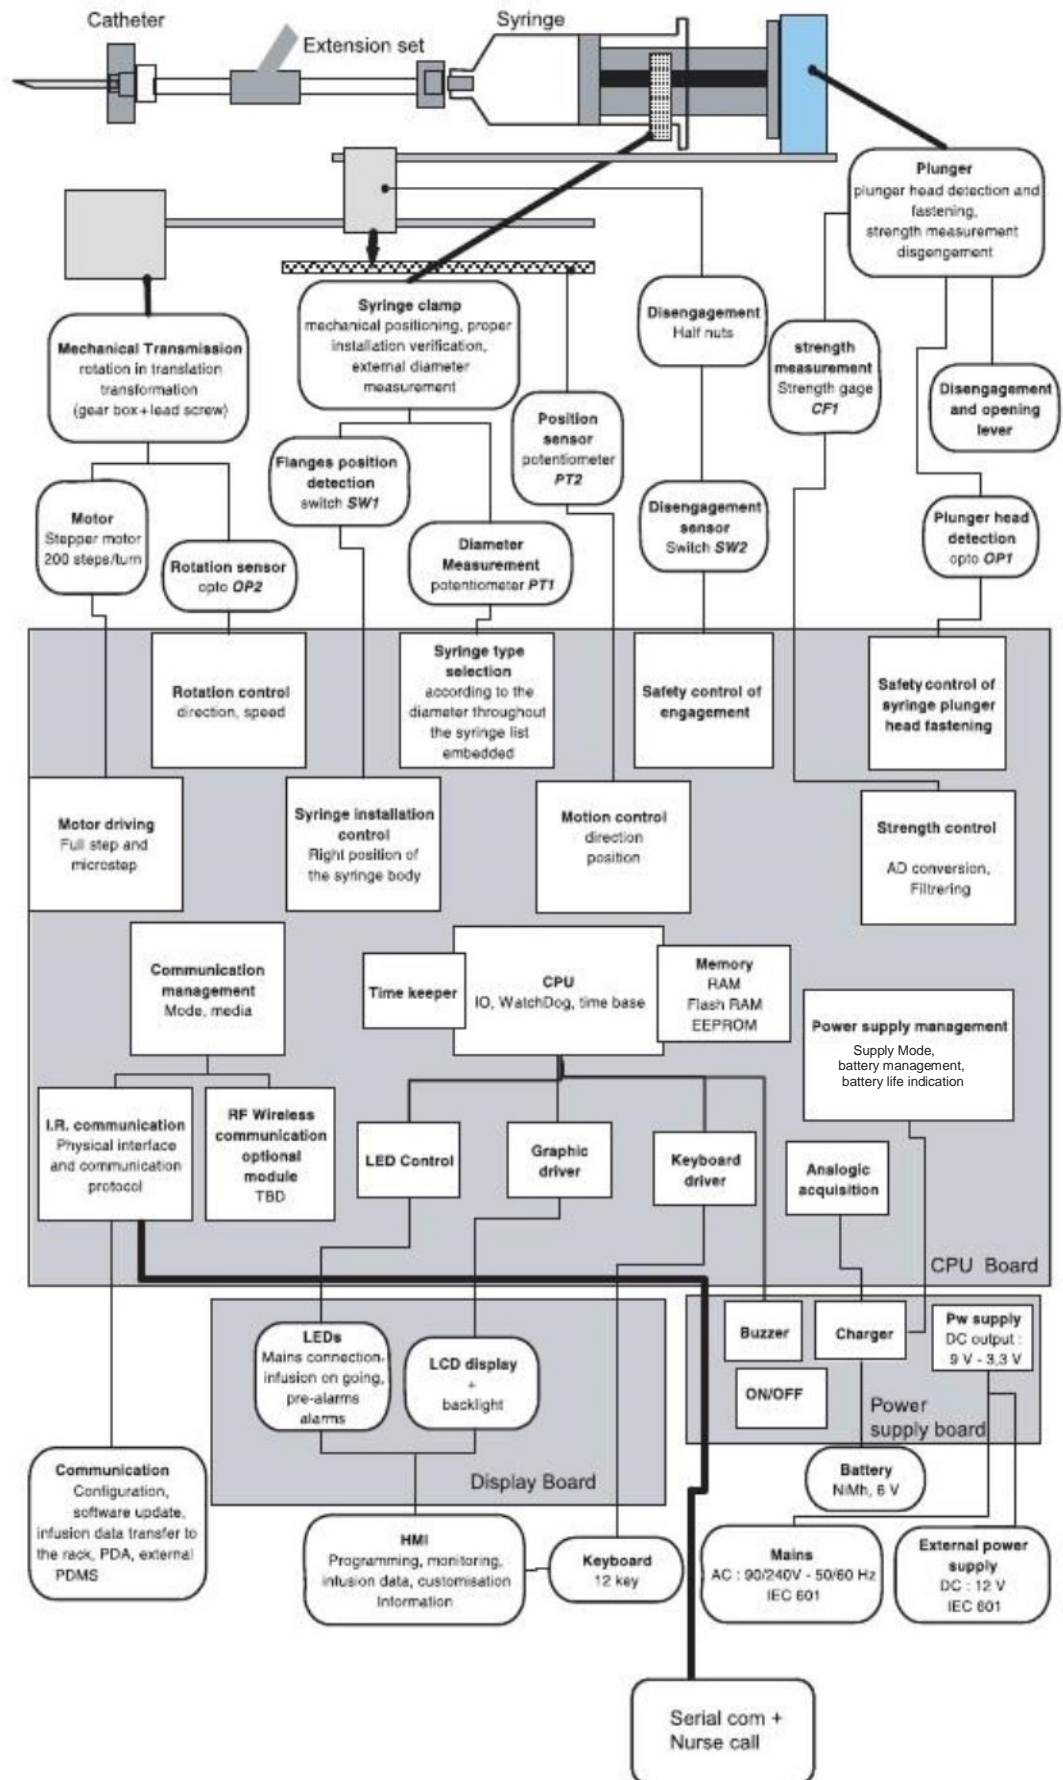 Catheter
Syringe
Extension set
Plunger
plunger head detection and
fastening,
strength measurement
disgengement
Mechanical Transmission
rotation in translation
transformation
(gear box+lead screw)
Syringe clamp
mechanical positioning, proper
installation verification,
external diameter
measurement
Disengagement
Half nuts
strength
measurement
Strength gage
CF1
Disengagement
and opening
lever
Position
sensor
potentiometer
PT2
Flanges position
detection
switch SW1
Motor
Stepper motor
200 steps/turn
Rotation sensor
opto OP2
Diameter
Measurement
potentiometer PT1
Disengagement
sensor
Switch SW2
Plunger head
detection
opto OP1
Rotation control
direction, speed
Syringe type
selection
according to the
diameter throughout
the syringe list
embedded
Safety control of
engagement
Safety control of
syringe plunger
head fastening
Motor driving
Full step and
microstep
Syringe installation
control
Right position of
the syringe body
Motion control
direction
position
Strength control
AD conversion,
Filtrering
Communication
management
Mode, media
Time keeper
CPU
IO, WatchDog, time base
Memory
RAM
Flash RAM
EEPROM
Power supply management
Supply Mode,
battery management,
battery life indication
I.R. communication
Physical interface
and communication
protocol
RF Wireless
communication
optional
module
TBD
LED Control
Graphic
driver
Keyboard
driver
Analogic
acquisition
CPU Board
LEDs
Mains connection,
infusion on going,
pre-alarms
alarms
LCD display
+
backlight
Display Board
Buzzer
Charger
Pw supply
DC output :
9 V - 3,3 V
ON/OFF
Power
supply board
Communication
Configuration,
software update,
infusion data transfer to
the rack, PDA, external
PDMS
HMI
Programming, monitoring,
infusion data, customisation
Information
Keyboard
12 key
Battery
NiMh, 6 V
Mains
AC : 90/240V - 50/60 Hz
IEC 601
External power
supply
DC : 12 V
IEC 601
Serial com +
Nurse call